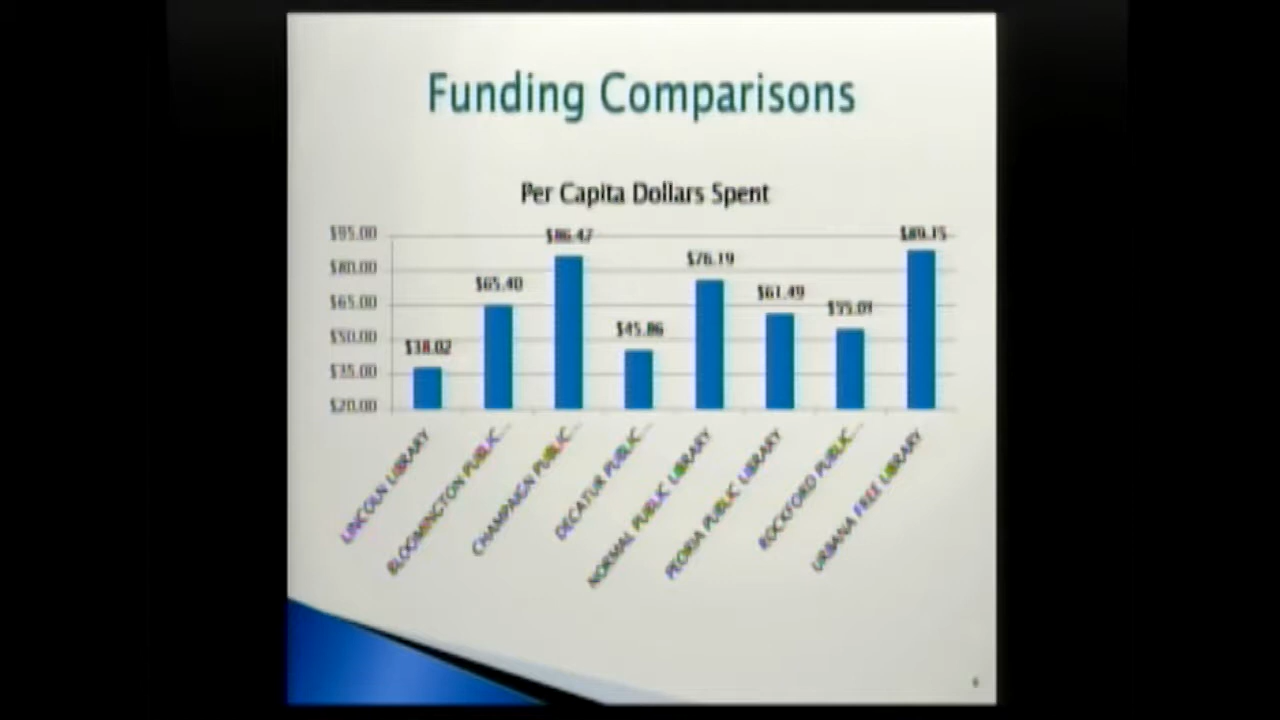 Funding Comparisons
Per Capita Dollars Spent
$95.00
$80.00
$65.00
$50.00
$35.00
$20.00
$38.02
$65.40
$86.47
$45.86
$76.19
$61.49
$89.15
LINCOLN LIBRARY
BLOOMINGTON PUBLIC...
CHAMPAIGN PUBLIC...
DECATUR PUBLIC...
NORMAL PUBLIC LIBRARY
PEORIA PUBLIC LIBRARY
ROCKFORD PUBLIC...
URBANA FREE LIBRARY